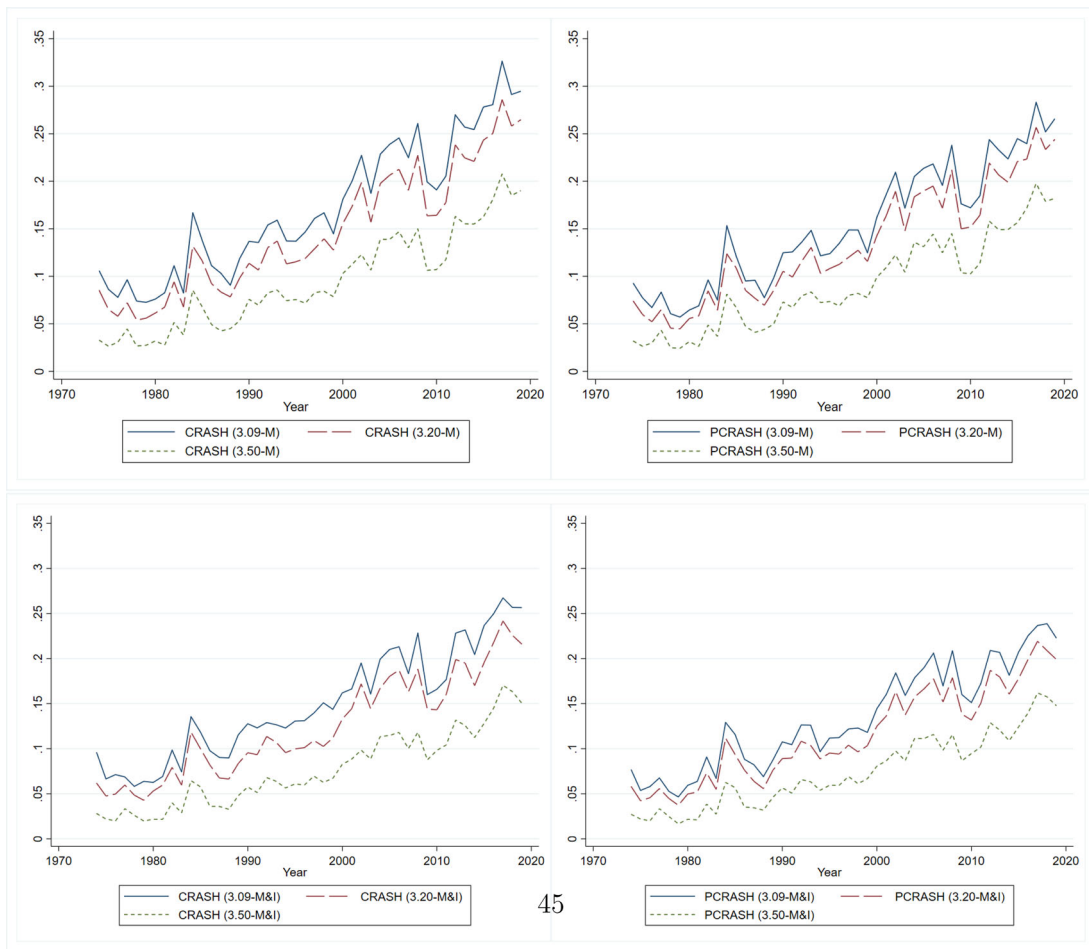 .35
.3
.25
.2
.15
.1
.05
0
1970 1980 1990 2000 2010 2020
Year
CRASH (3.09-M) CRASH (3.20-M)
CRASH (3.50-M)
.35
.3
.25
.2
.15
.1
.05
0
1970 1980 1990 2000 2010 2020
Year
PCRASH (3.09-M) PCRASH (3.20-M)
PCRASH (3.50-M)
.35
.3
.25
.2
.15
.1
.05
0
1970 1980 1990 2000 2010 2020
Year
CRASH (3.09-M&I) CRASH (3.20-M&I)
CRASH (3.50-M&I)
.35
.3
.25
.2
.15
.1
.05
0
1970 1980 1990 2000 2010 2020
Year
PCRASH (3.09-M&I) PCRASH (3.20-M&I)
PCRASH (3.50-M&I)
45